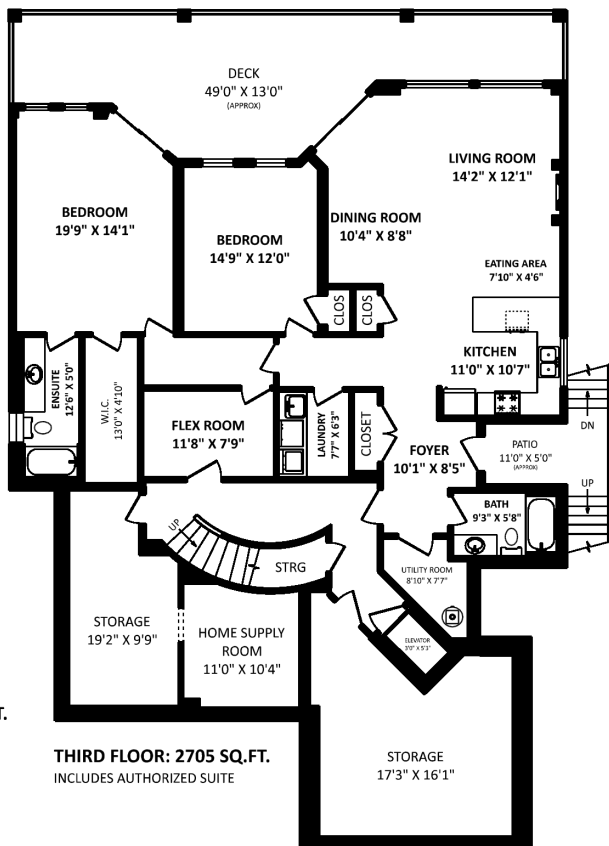 DECK
49'0" X 13'0"
(APPROX)
LIVING ROOM
14'2" X 12'1"
BEDROOM
19'9" X 14'1"
DINING ROOM
10'4" X 8'8"
BEDROOM
14'9" X 12'0"
EATING AREA
7'10" X 4'6"
CLOS
CLOS
KITCHEN
11'0" X 10'7"
ENSUITE
12'6" X 5'0"
W.I.C.
13'0" X 4'10"
FLEX ROOM
11'8" X 7'9"
LAUNDRY
7'7" X 6'3"
CLOSET
FOYER
10'1" X 8'5"
PATIO
11'0" X 5'0"
(APPROX)
DN
UP
BATH
9'3" X 5'8"
UP
STRG
UTILITY ROOM
8'10" X 7'7"
STORAGE
19'2" X 9'9"
HOME SUPPLY
ROOM
11'0" X 10'4"
ELEVATOR
3'0" X 5'3"
T.
THIRD FLOOR: 2705 SQ.FT.
INCLUDES AUTHORIZED SUITE
STORAGE
17'3" X 16'1"